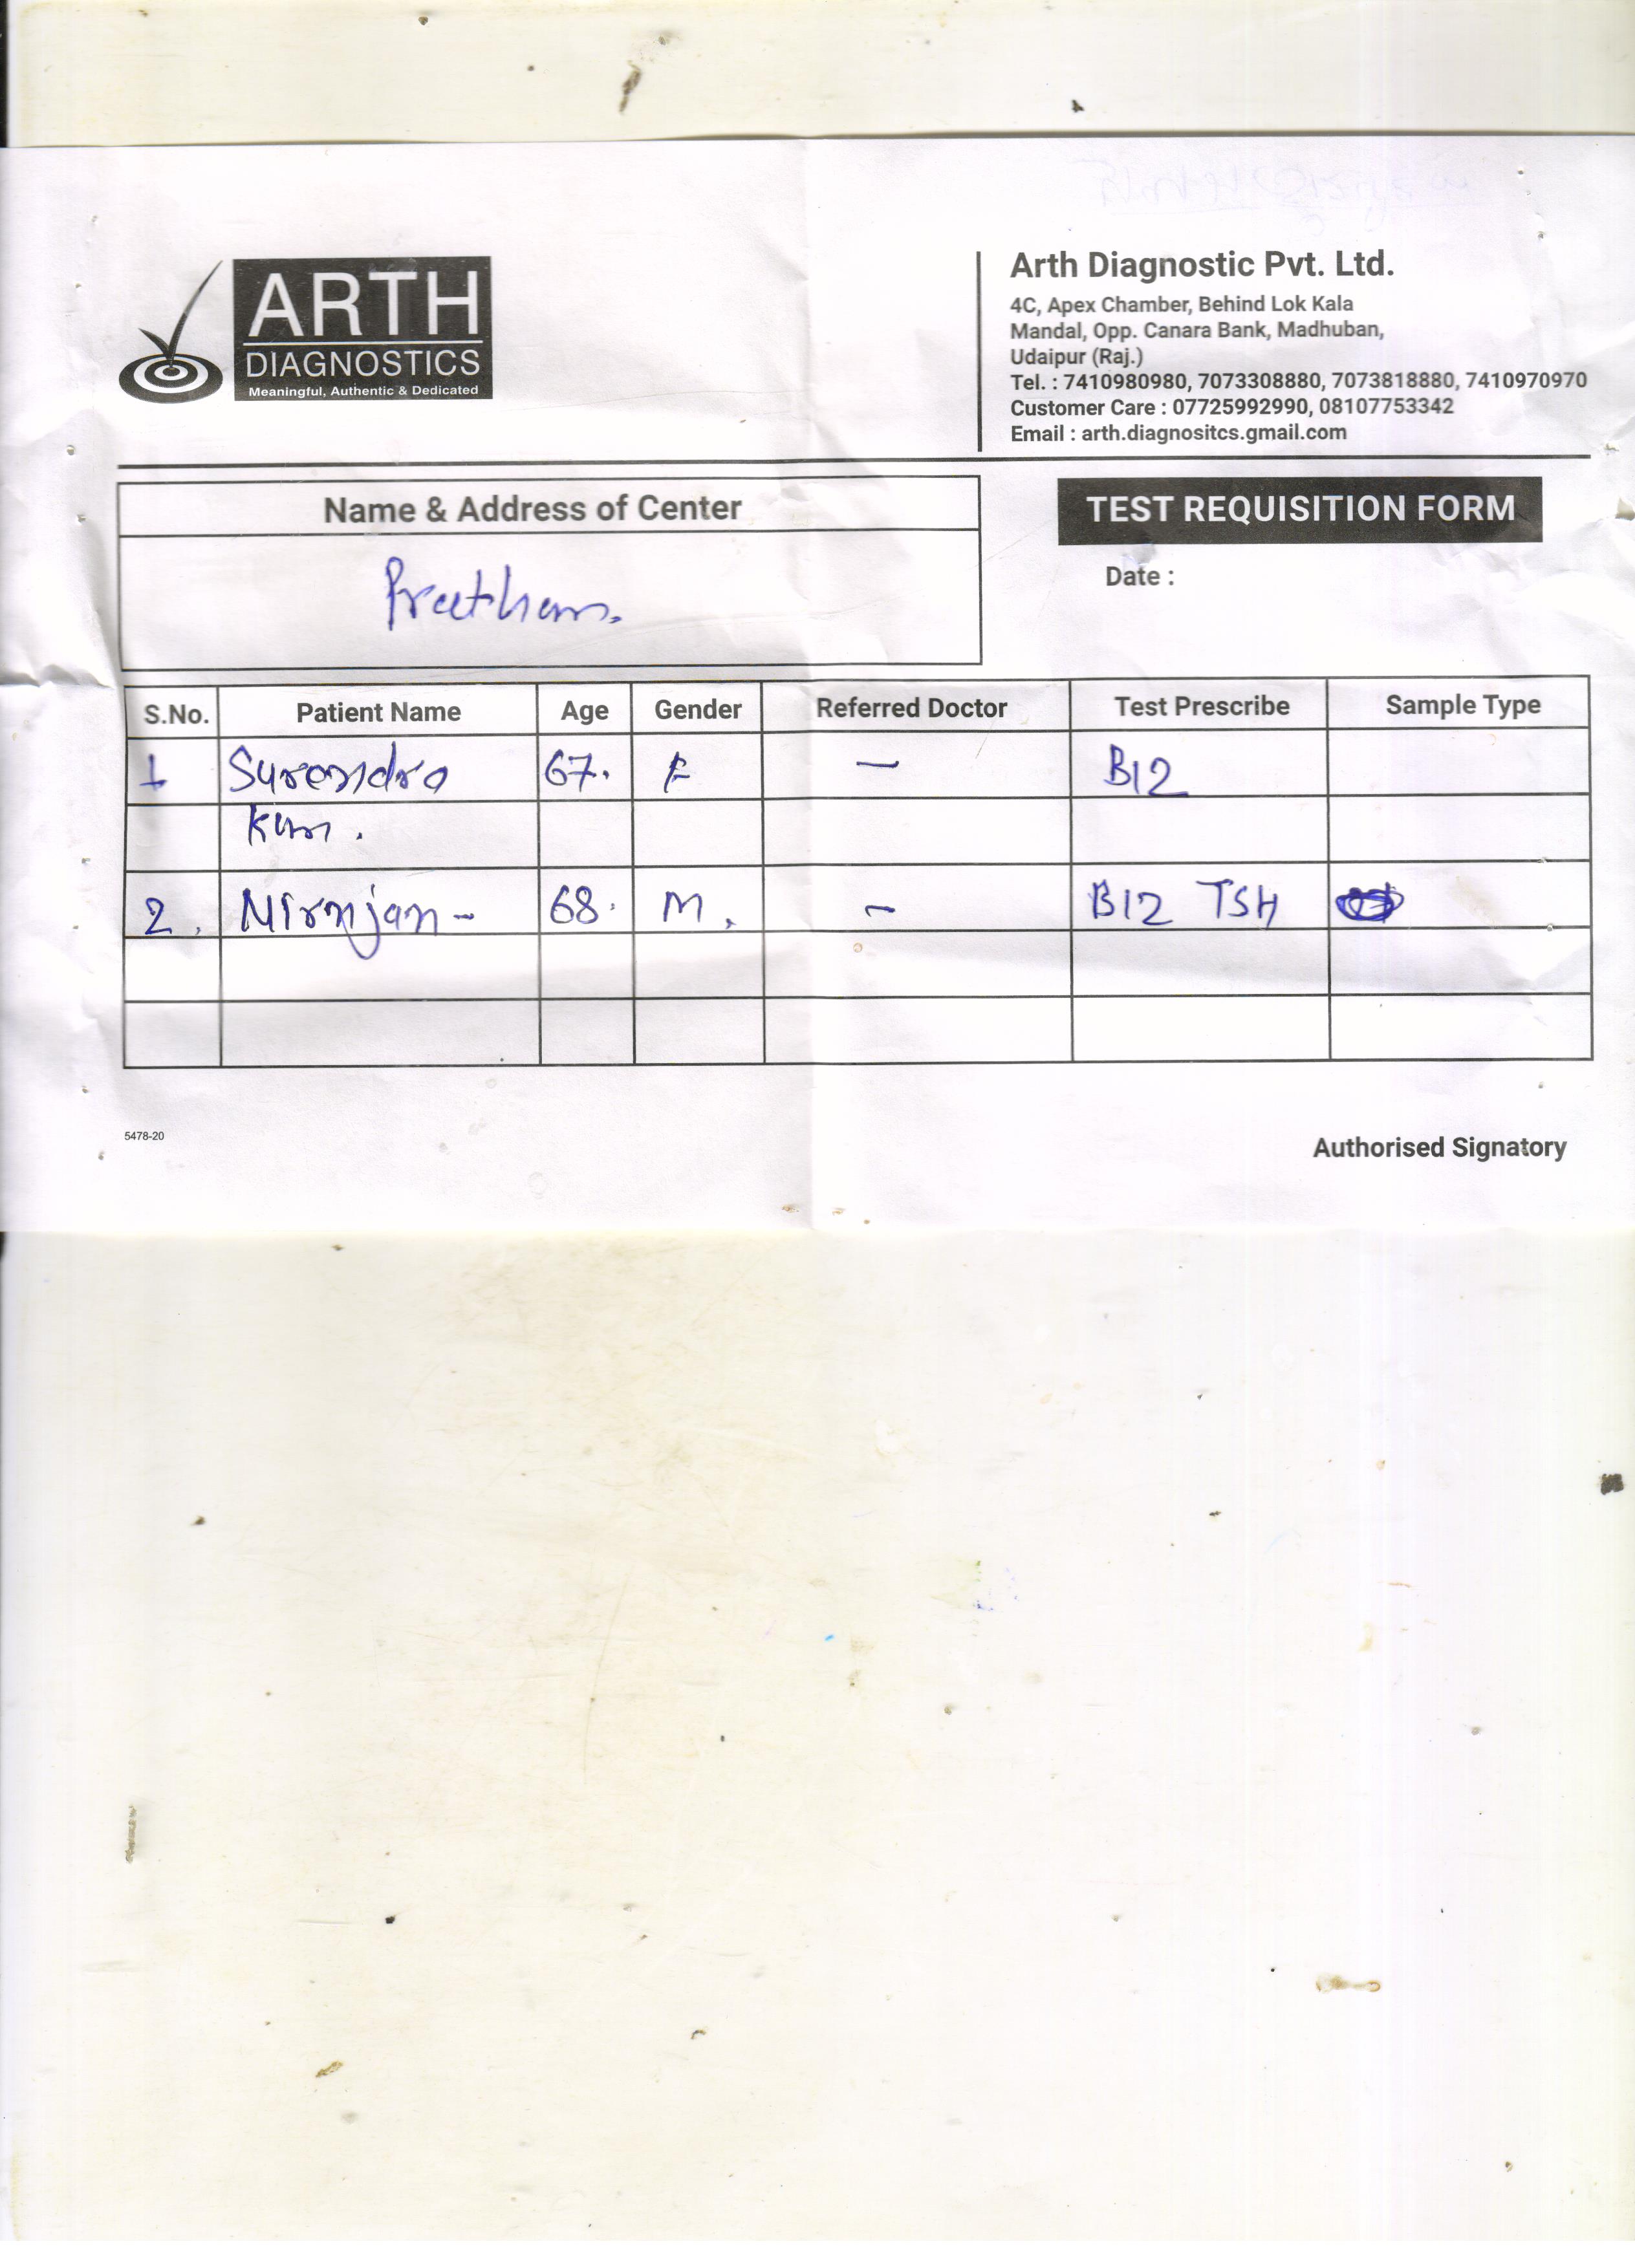 ARTH
DIAGNOSTICS
Meaningful, Authentic & Dedicated
Arth Diagnostic Pvt. Ltd.
4C, Apex Chamber, Behind Lok Kala
Mandal, Opp. Canara Bank, Madhuban,
Udaipur (Raj.)
Tel. : 7410980980, 7073308880, 7073818880, 7410970970
Customer Care : 07725992990, 08107753342
Email : arth.diagnositcs.gmail.com
Name & Address of Center
TEST REQUISITION FORM
Date :
Preetham.
S.No. Patient Name Age Gender Referred Doctor Test Prescribe Sample Type
1 Surendra 67. F - B12
2. Nirnjan - 68. M. - B12 TSH
5478-20
Authorised Signatory